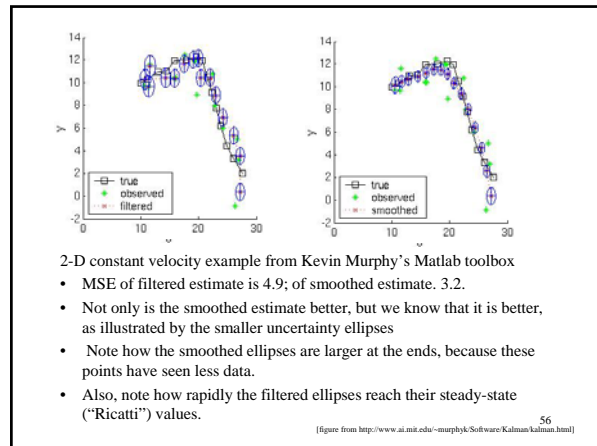 14
12
10
8
6
4
2
0
-2
y
10
20
30
true
observed
filtered
14
12
10
8
6
4
2
0
-2
y
0
10
20
30
true
observed
smoothed
2-D constant velocity example from Kevin Murphy's Matlab toolbox
• MSE of filtered estimate is 4.9; of smoothed estimate. 3.2.
• Not only is the smoothed estimate better, but we know that it is better,
as illustrated by the smaller uncertainty ellipses
• Note how the smoothed ellipses are larger at the ends, because these
points have seen less data.
• Also, note how rapidly the filtered ellipses reach their steady-state
("Ricatti") values.
56
[figure from http://www.ai.mit.edu/~murphyk/Software/Kalman/kalman.html]